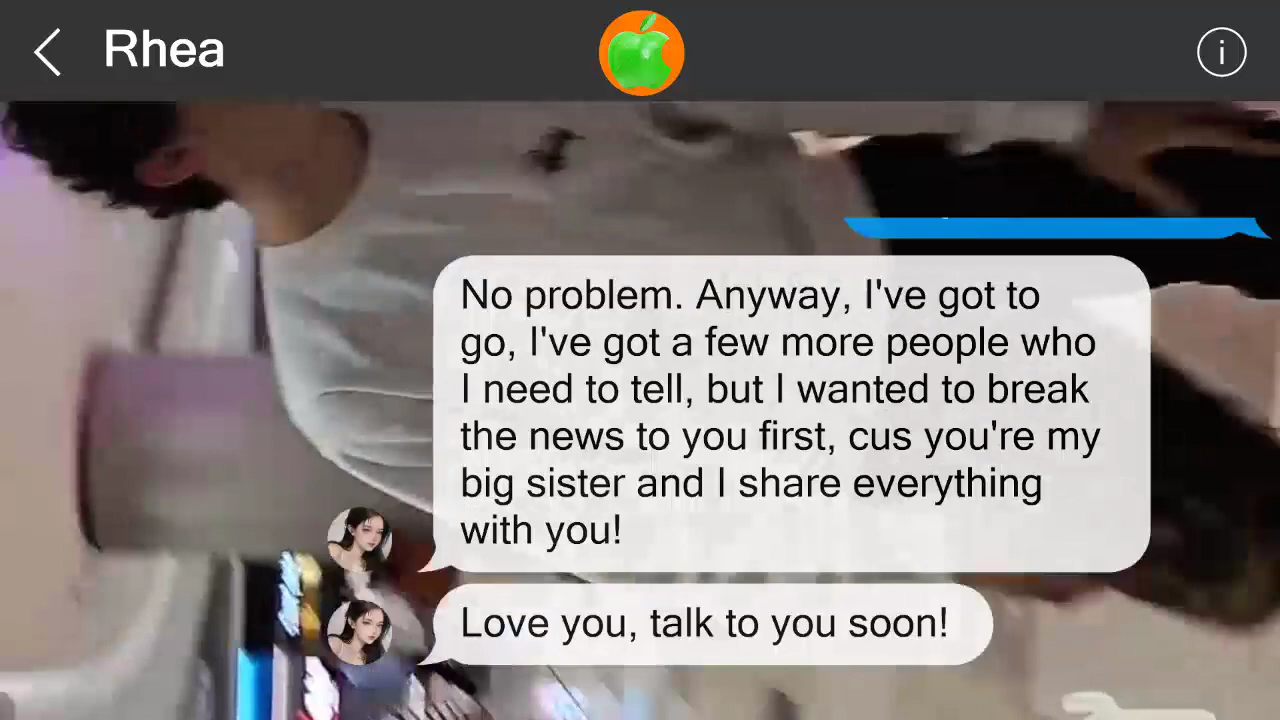 Rhea
i
No problem. Anyway, I've got to
go, I've got a few more people who
I need to tell, but I wanted to break
the news to you first, cus you're my
big sister and I share everything
with you!
Love you, talk to you soon!